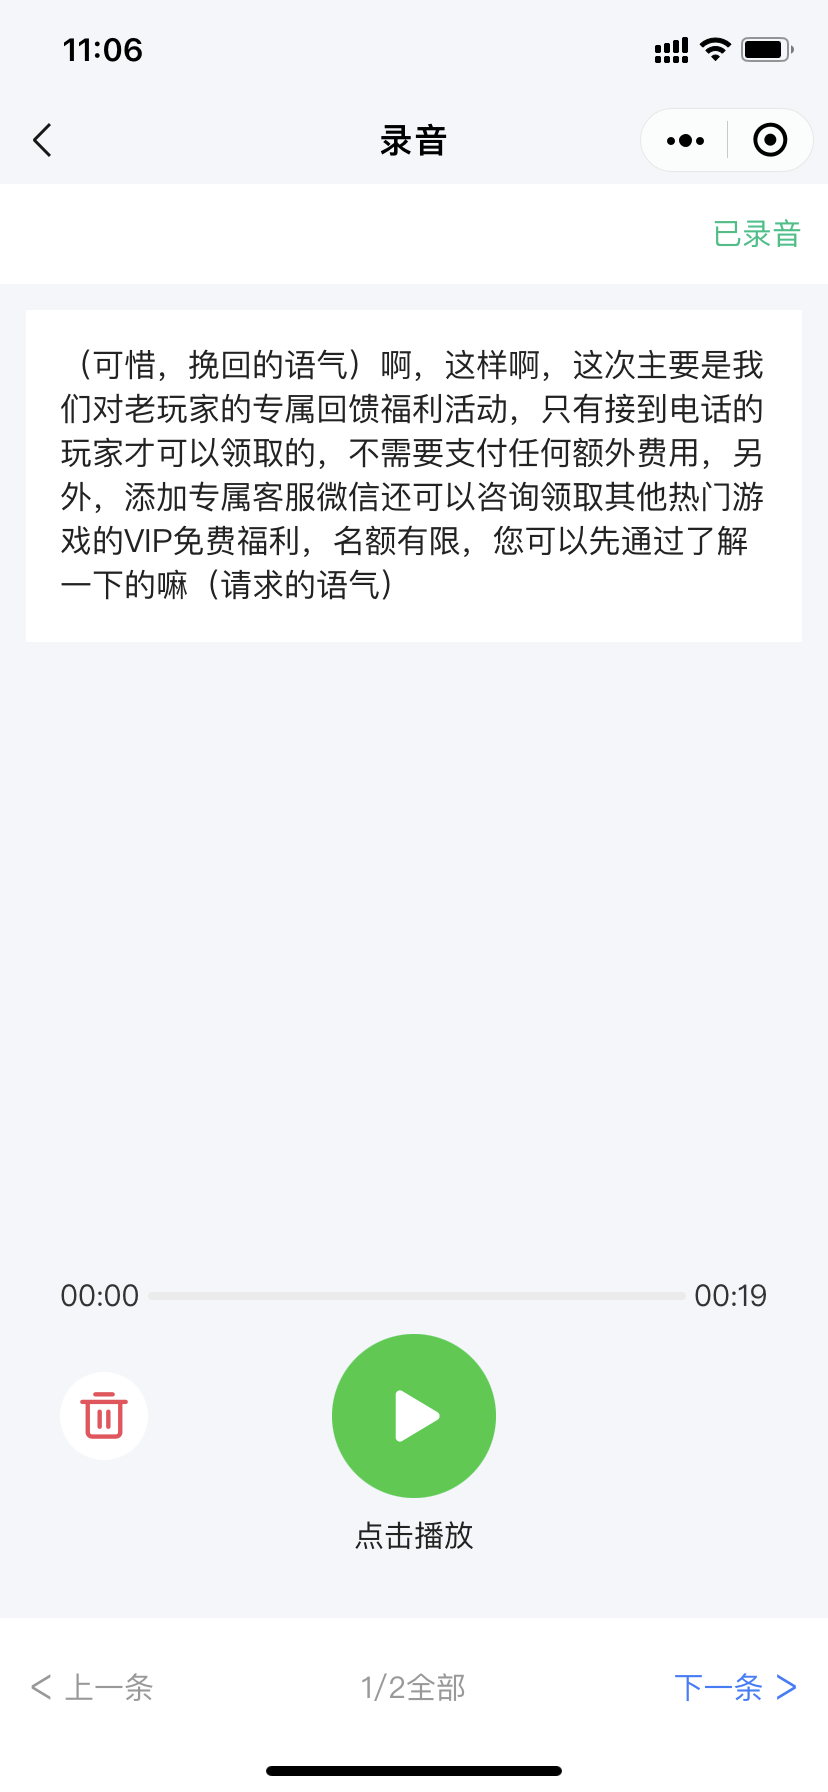 11:06
录音
已录音
（可惜，挽回的语气）啊，这样啊，这次主要是我
们对老玩家的专属回馈福利活动，只有接到电话的
玩家才可以领取的，不需要支付任何额外费用，另
外，添加专属客服微信还可以咨询领取其他热门游
戏的VIP免费福利，名额有限，您可以先通过了解
一下的嘛（请求的语气）
00:00 00:19
点击播放
< 上一条 1/2全部 下一条 >